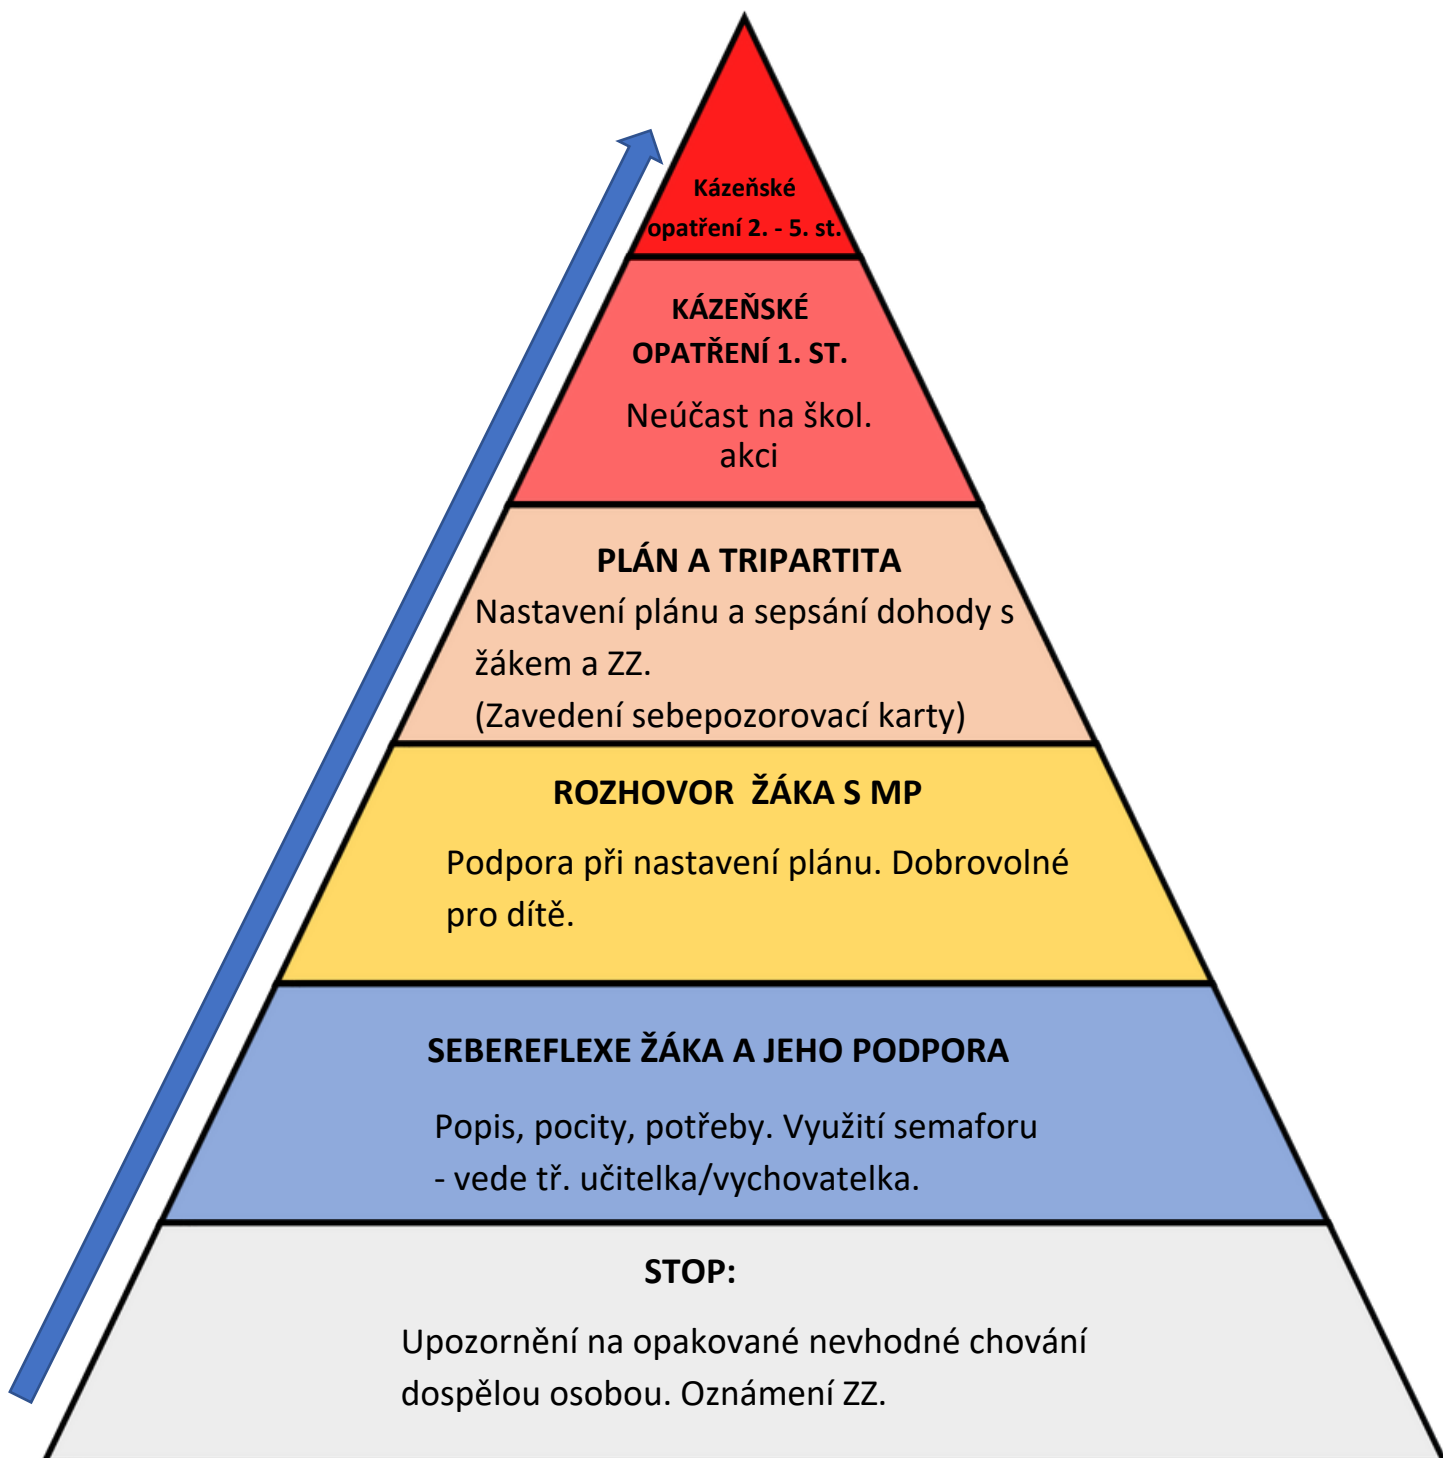 Kázeňské
opatření 2. - 5. st.
KÁZEŇSKÉ
OPATŘENÍ 1. ST.
Neúčast na škol.
akci
PLÁN A TRIPARTITA
Nastavení plánu a sepsání dohody s
žákem a ZZ.
(Zavedení sebepozorovací karty)
ROZHOVOR ŽÁKA S MP
Podpora při nastavení plánu. Dobrovolné
pro dítě.
SEBEREFLEXE ŽÁKA A JEHO PODPORA
Popis, pocity, potřeby. Využití semaforu
- vede tř. učitelka/vychovatelka.
STOP:
Upozornění na opakované nevhodné chování
dospělou osobou. Oznámení ZZ.